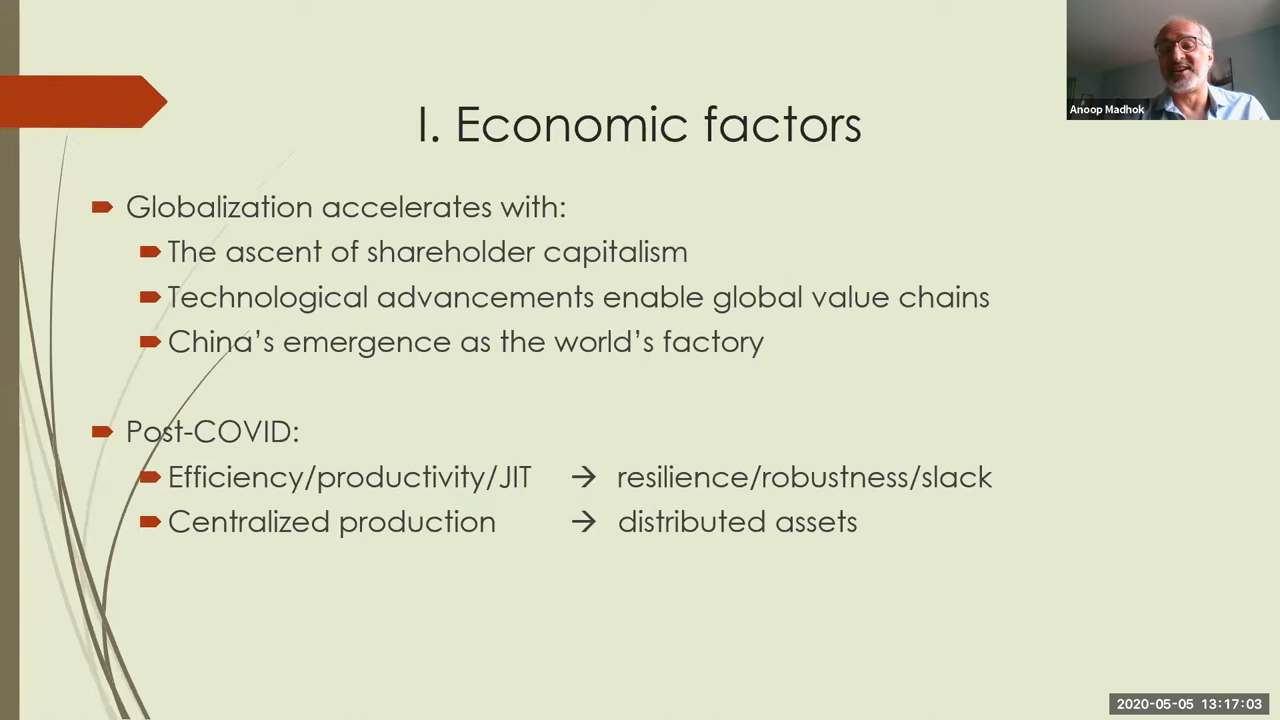 Anoop Madhok
I. Economic factors
Globalization accelerates with:
The ascent of shareholder capitalism
Technological advancements enable global value chains
China’s emergence as the world’s factory
Post-COVID:
Efficiency/productivity/JIT → resilience/robustness/slack
Centralized production → distributed assets
2020-05-05 13:17:03